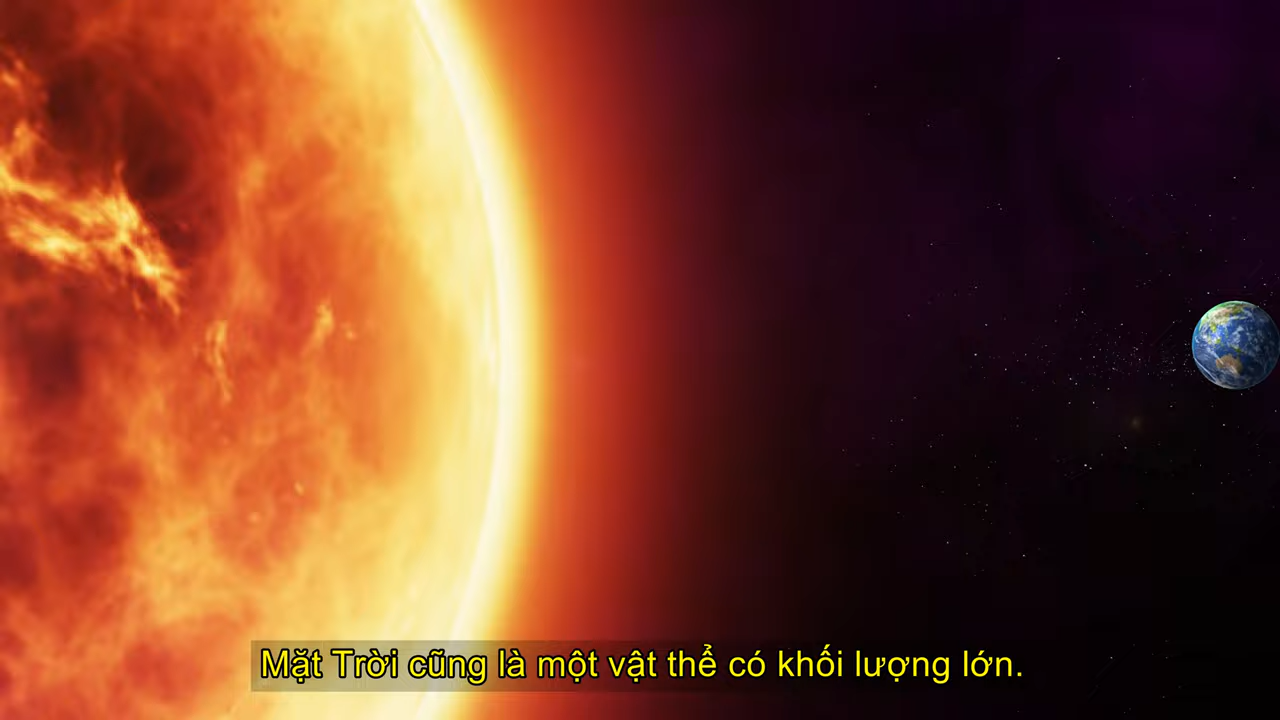 Mặt Trời cũng là một vật thể có khối lượng lớn.